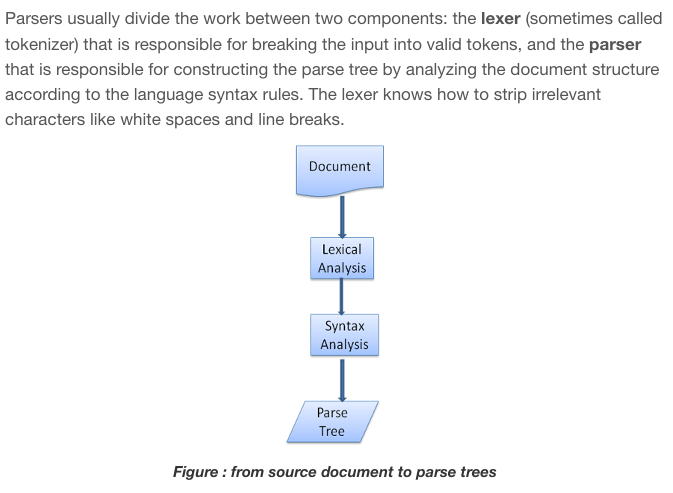 Parsers usually divide the work between two components: the lexer (sometimes called
tokenizer) that is responsible for breaking the input into valid tokens, and the parser
that is responsible for constructing the parse tree by analyzing the document structure
according to the language syntax rules. The lexer knows how to strip irrelevant
characters like white spaces and line breaks.
Document
Lexical
Analysis
Syntax
Analysis
Parse
Tree
Figure : from source document to parse trees